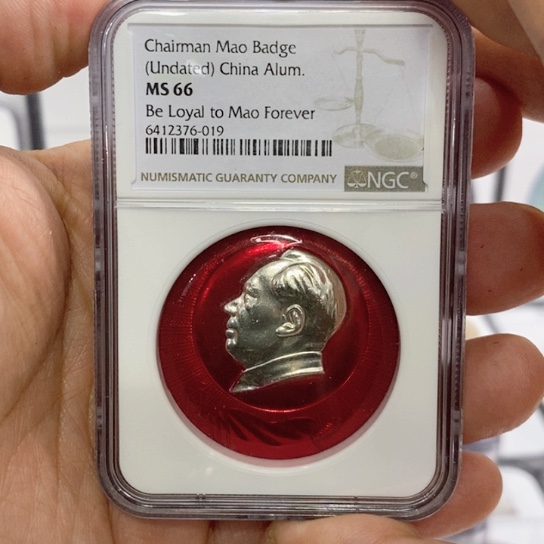 Chairman Mao Badge
(Undated) China Alum.
MS 66
Be Loyal to Mao Forever
6412376-019
NUMISMATIC GUARANTY COMPANY NGC®